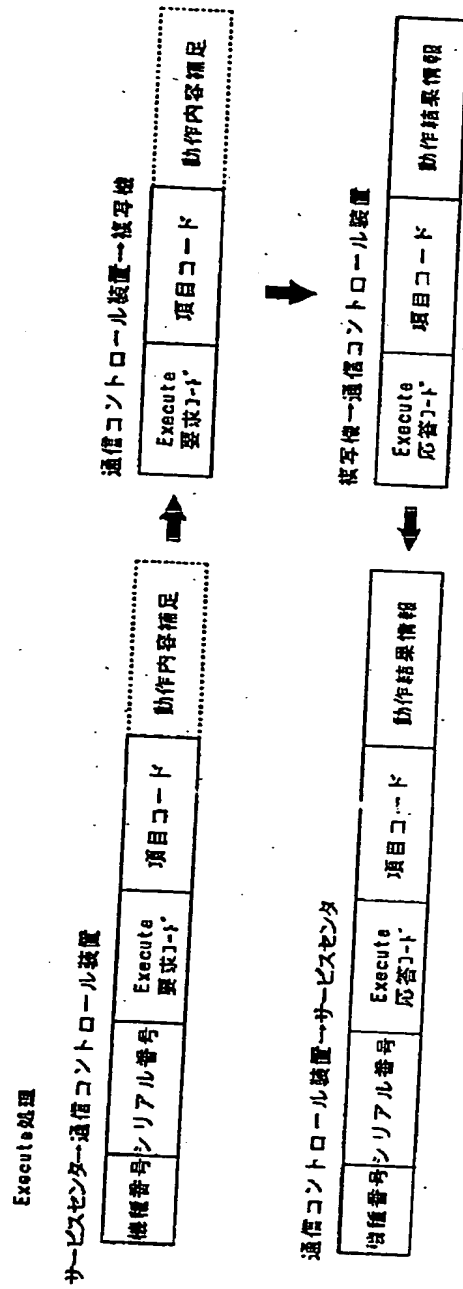 Execute処理
サービスセンター→通信コントロール装置
機種番号 シリアル番号 Execute 要求コード 項目コード 動作内容補足
通信コントロール装置→複写機
Execute 要求コード 項目コード 動作内容補足
複写機→通信コントロール装置
Execute 応答コード 項目コード 動作結果情報
通信コントロール装置→サービスセンタ
機種番号 シリアル番号 Execute 応答コード 項目コード 動作結果情報